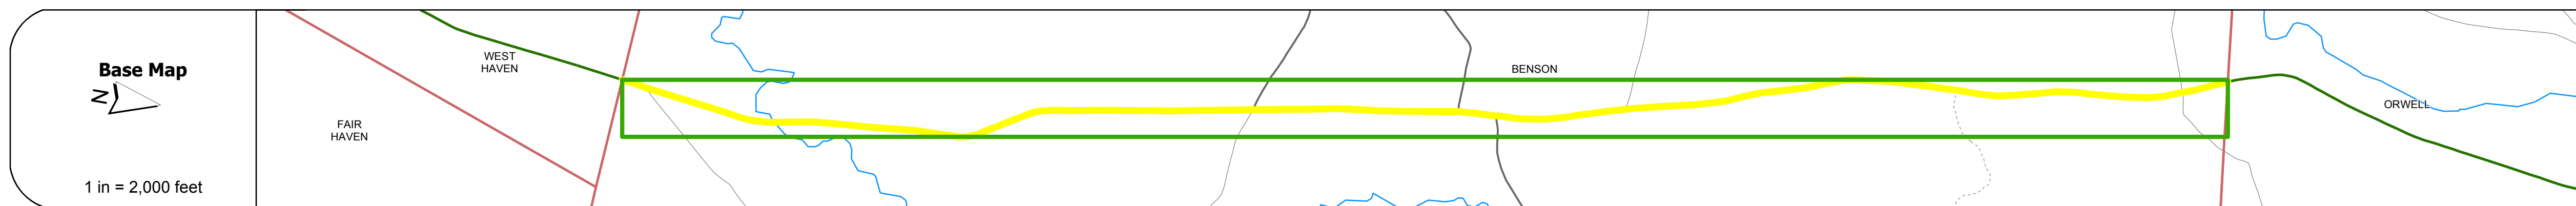 Base Map
N
1 in = 2,000 feet
WEST
HAVEN
FAIR
HAVEN
BENSON
ORWELL